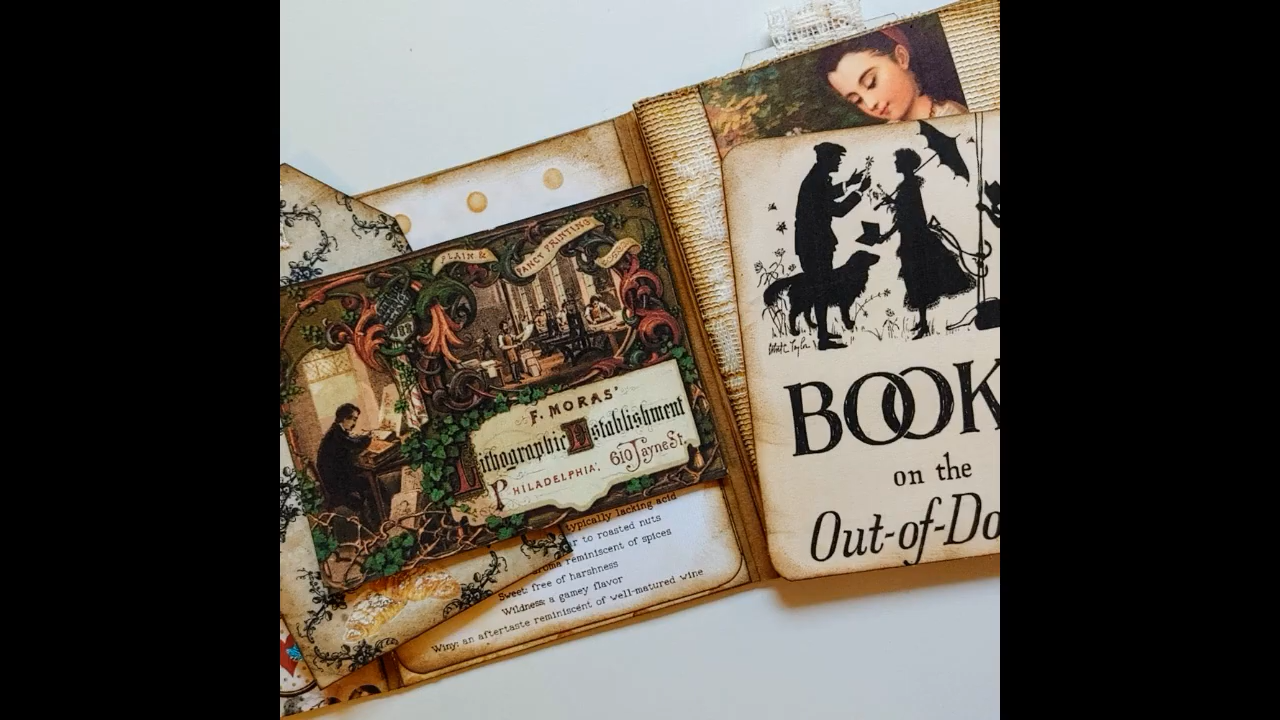 PLAIN &
FANCY PRINTING
F. MORAS'
Lithographic Establishment
PHILADELPHIA, 610 Jayne St.
typically lacking acid
r to roasted nuts
aroma reminiscent of spices
Sweet: free of harshness
Wildness: a gamey flavor
Winy: an aftertaste reminiscent of well-matured wine
BOOK
on the
Out-of-Do